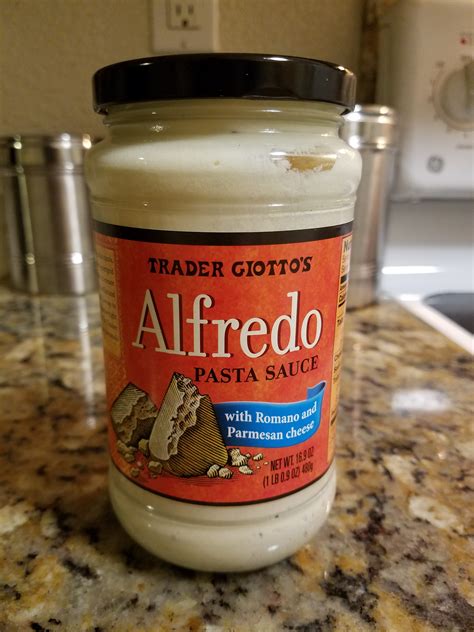 TRADER GIOTTO'S
Alfredo
PASTA SAUCE
with Romano and
Parmesan cheese
NET WT. 16.9 OZ
(1 LB 0.9 OZ) 480g